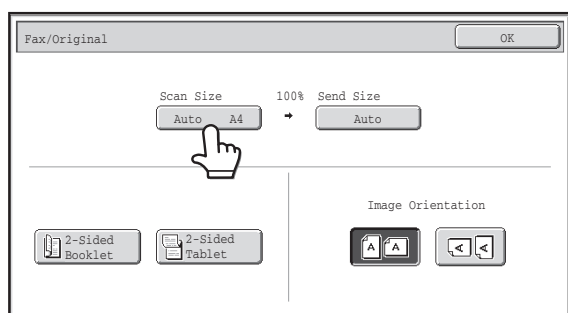 Fax/Original OK
Scan Size 100% Send Size
Auto A4 Auto
Image Orientation
2-Sided
Booklet
2-Sided
Tablet
A A A A